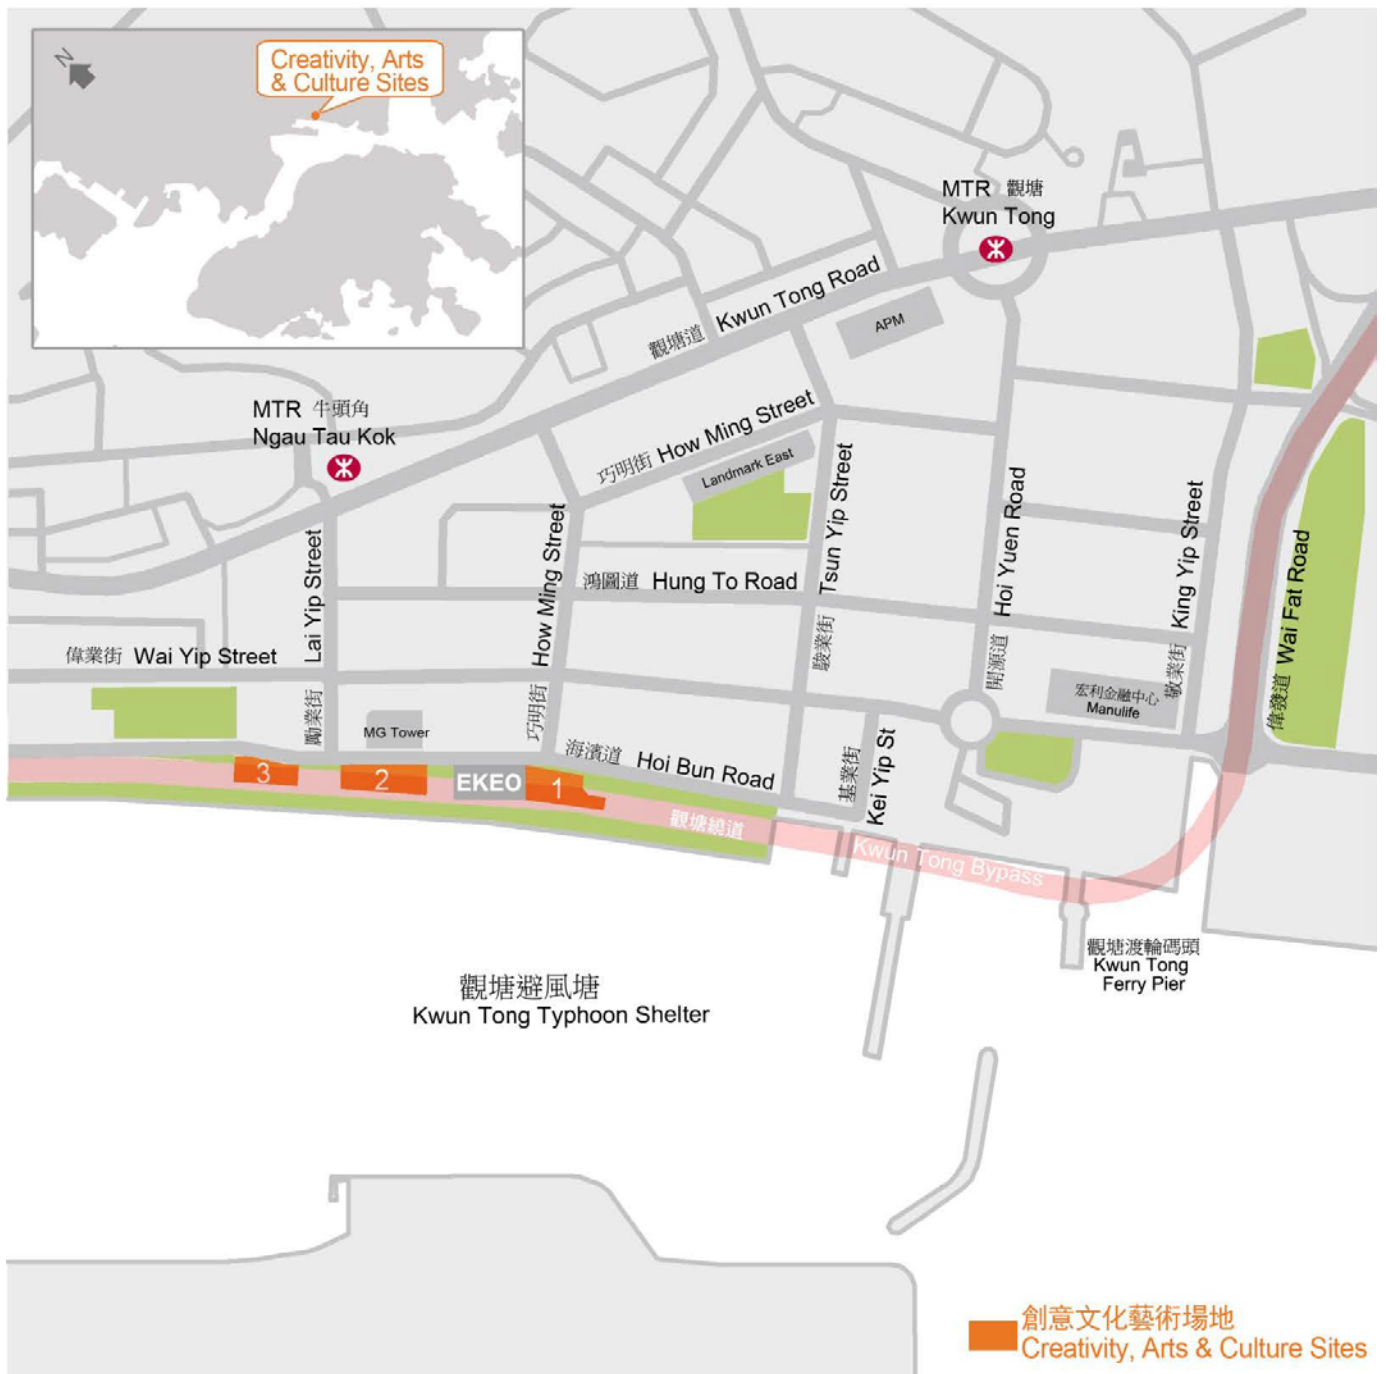 N
Creativity, Arts
& Culture Sites
MTR 觀塘
Kwun Tong
觀塘道 Kwun Tong Road
APM
MTR 牛頭角
Ngau Tau Kok
巧明街 How Ming Street
Landmark East
Tsun Yip Street
駿業街
Hoi Yuen Road
開源道
King Yip Street
敬業街
偉發道 Wai Fat Road
Lai Yip Street
勵業街
How Ming Street
巧明街
鴻圖道 Hung To Road
偉業街 Wai Yip Street
宏利金融中心
Manulife
MG Tower
海濱道 Hoi Bun Road
基業街
Kei Yip St
3
2
EKEO
1
觀塘繞道
Kwun Tong Bypass
觀塘渡輪碼頭
Kwun Tong
Ferry Pier
觀塘避風塘
Kwun Tong Typhoon Shelter
創意文化藝術場地
Creativity, Arts & Culture Sites